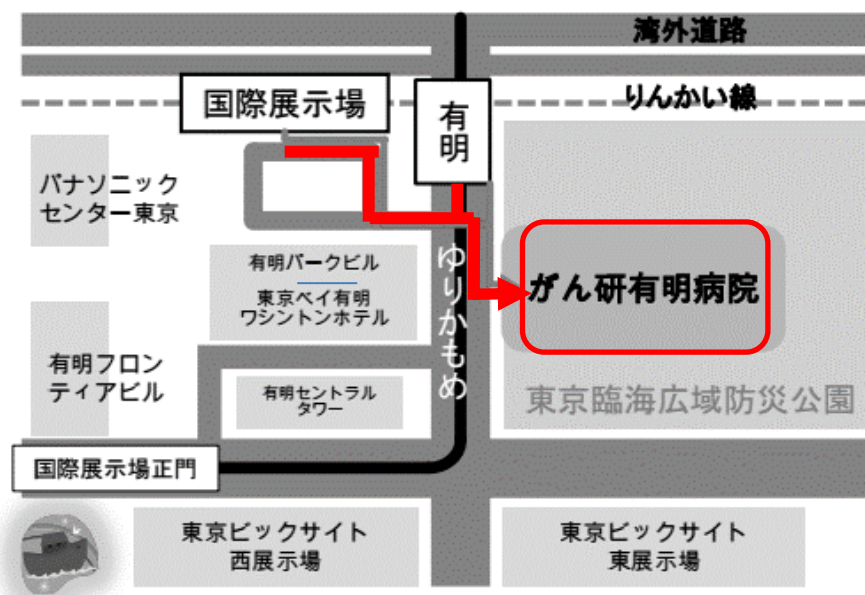 湾外道路
りんかい線
国際展示場
有
明
パナソニック
センター東京
ゆりかもめ
有明パークビル
東京ベイ有明
ワシントンホテル
がん研有明病院
有明フロン
ティアビル
有明セントラル
タワー
東京臨海広域防災公園
国際展示場正門
東京ビックサイト
西展示場
東京ビックサイト
東展示場